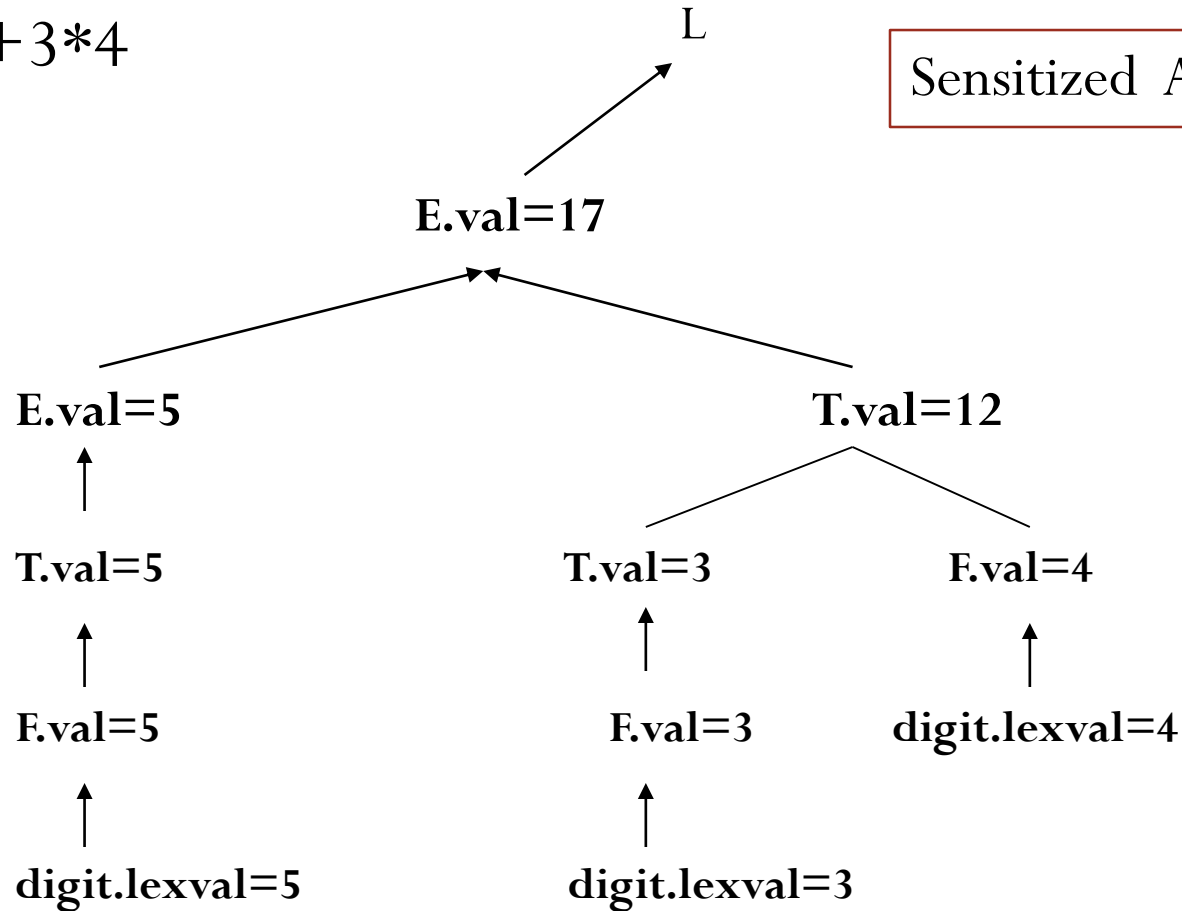 +3*4
L
Sensitized A
E.val=17
E.val=5
T.val=12
T.val=5
T.val=3
F.val=4
F.val=5
F.val=3
digit.lexval=4
digit.lexval=5
digit.lexval=3